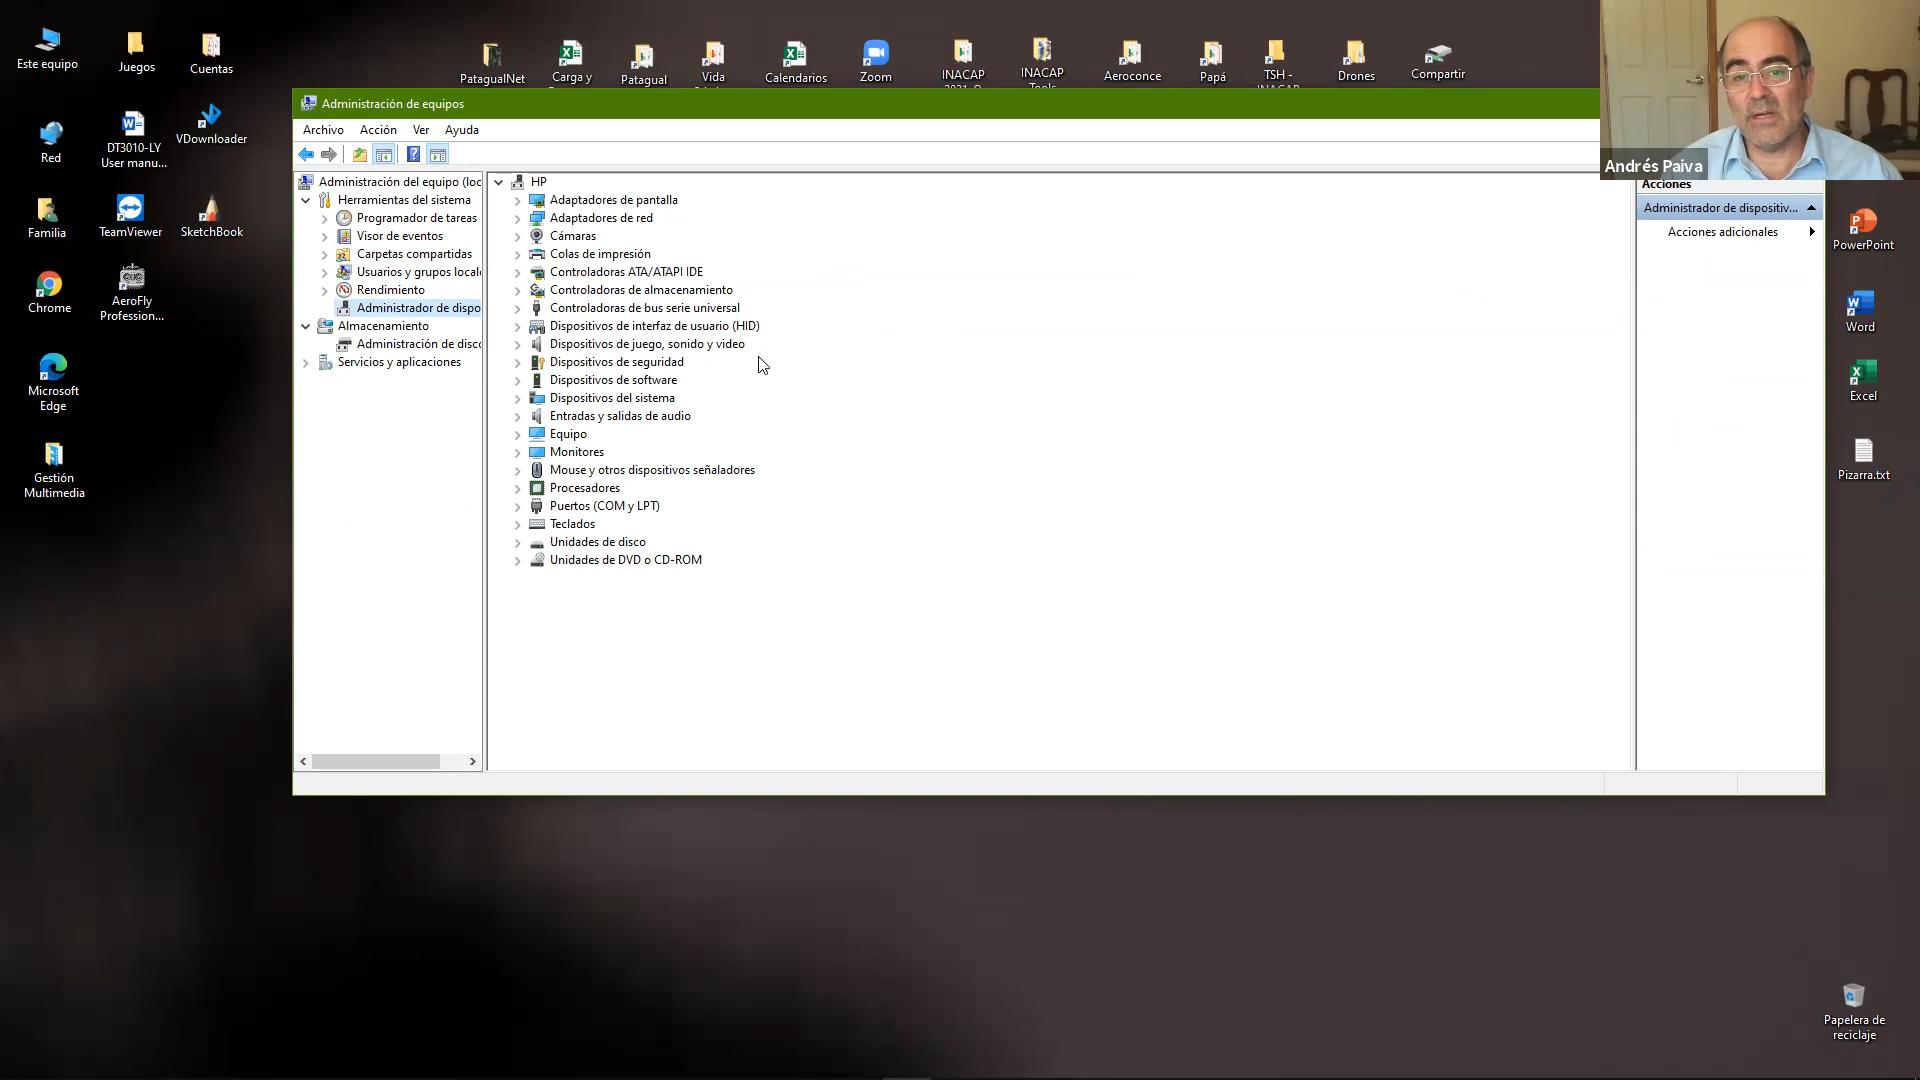 Este equipo
Juegos
Cuentas
PatagualNet
Carga y
Patagual
Vida
Calendarios
Zoom
INACAP
INACAP
Aeroconce
Papá
TSH -
INACAP
Drones
Compartir
Red
DT3010-LY
User manu...
VDownloader
Familia
TeamViewer
SketchBook
Chrome
AeroFly
Profession...
Microsoft
Edge
Gestión
Multimedia
Administración de equipos
Archivo Acción Ver Ayuda
Administración del equipo (loc
Herramientas del sistema
Programador de tareas
Visor de eventos
Carpetas compartidas
Usuarios y grupos locale
Rendimiento
Administrador de dispo
Almacenamiento
Administración de disco
Servicios y aplicaciones
HP
Adaptadores de pantalla
Adaptadores de red
Cámaras
Colas de impresión
Controladoras ATA/ATAPI IDE
Controladoras de almacenamiento
Controladoras de bus serie universal
Dispositivos de interfaz de usuario (HID)
Dispositivos de juego, sonido y video
Dispositivos de seguridad
Dispositivos de software
Dispositivos del sistema
Entradas y salidas de audio
Equipo
Monitores
Mouse y otros dispositivos señaladores
Procesadores
Puertos (COM y LPT)
Teclados
Unidades de disco
Unidades de DVD o CD-ROM
Andrés Paiva
Acciones
Administrador de dispositiv...
Acciones adicionales
PowerPoint
Word
Excel
Pizarra.txt
Papelera de
reciclaje